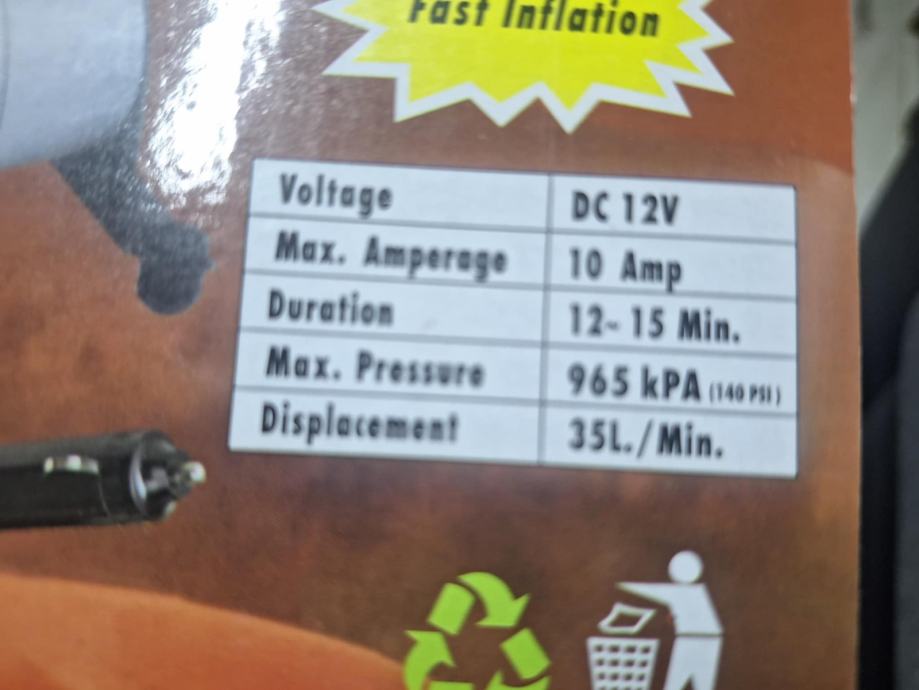 Fast Inflation
Voltage DC 12V
Max. Amperage 10 Amp
Duration 12~ 15 Min.
Max. Pressure 965 kPA (140 PSI)
Displacement 35L./Min.